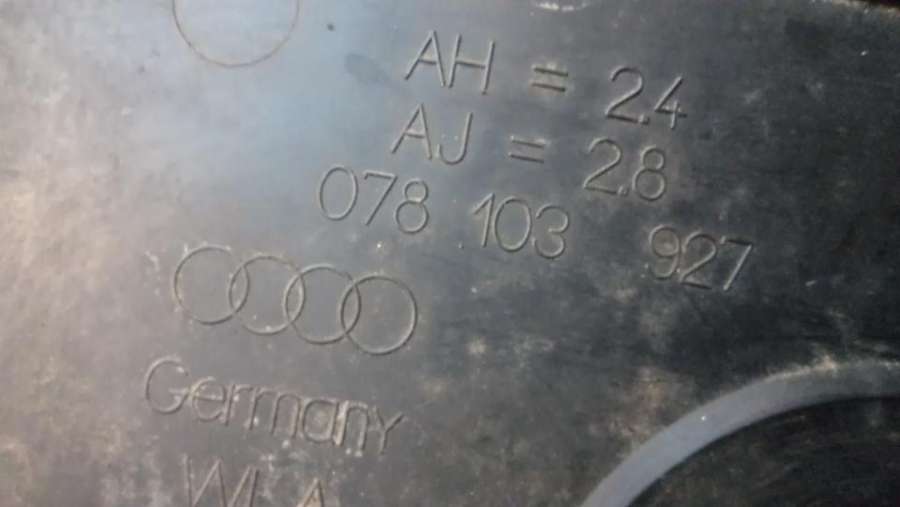 AH = 2.4
AJ = 2.8
078 103 927
Germany